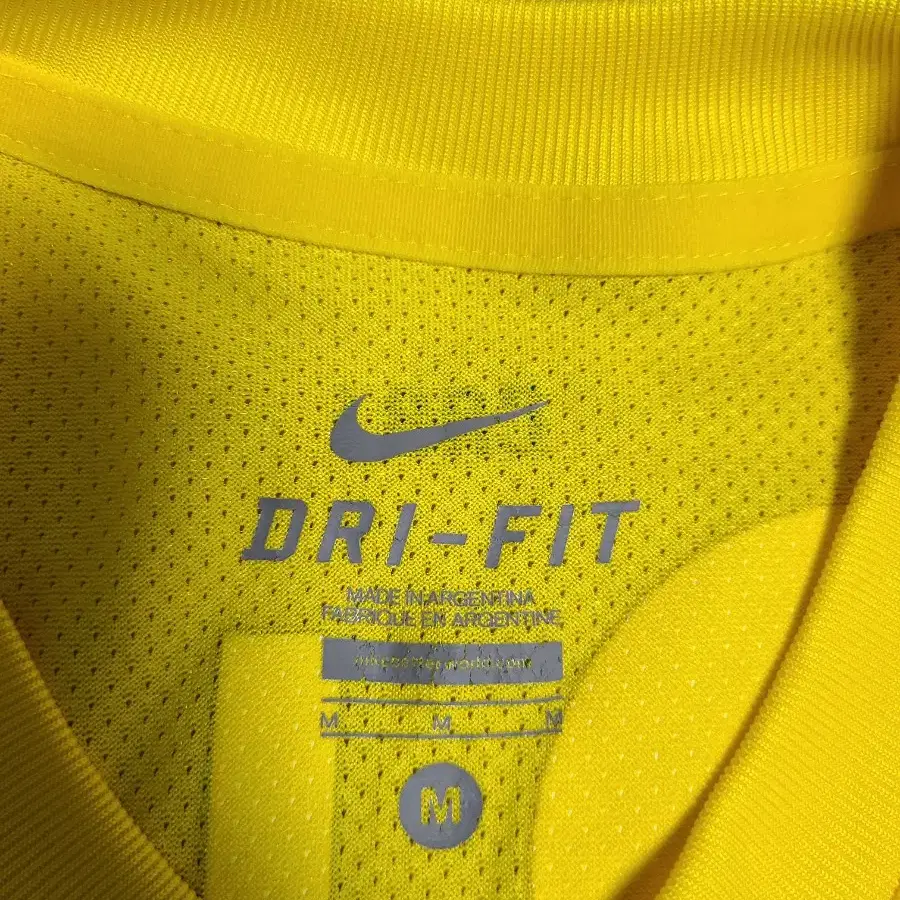 DRI-FIT
MADE IN ARGENTINA
FABRIQUE EN ARGENTINE
M M M
M